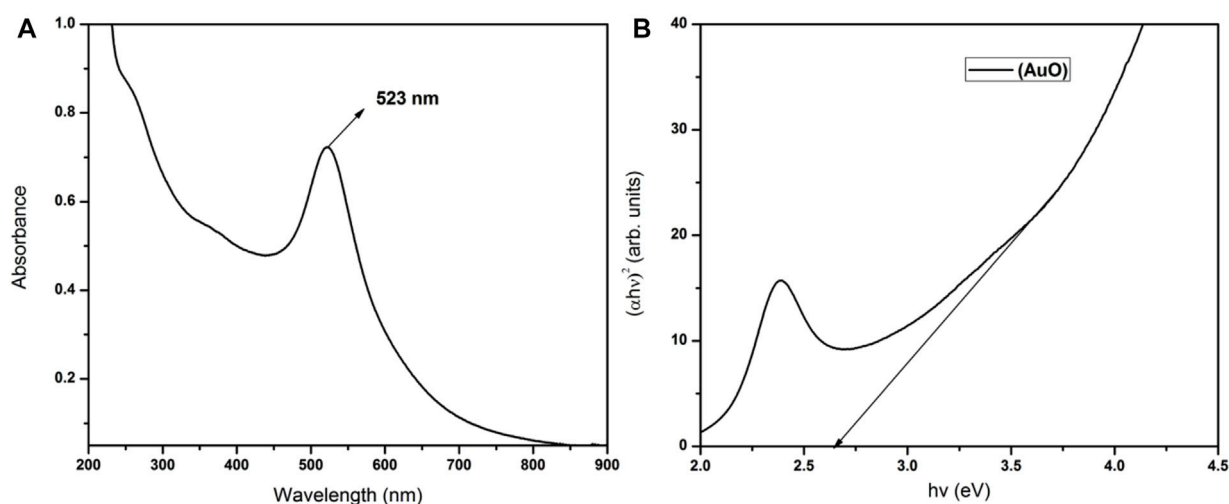 A
1.0
0.8
0.6
0.4
0.2
200 300 400 500 600 700 800 900
Absorbance
Wavelength (nm)
523 nm
B
40
30
20
10
0
2.0 2.5 3.0 3.5 4.0 4.5
(αhν)² (arb. units)
hν (eV)
(AuO)